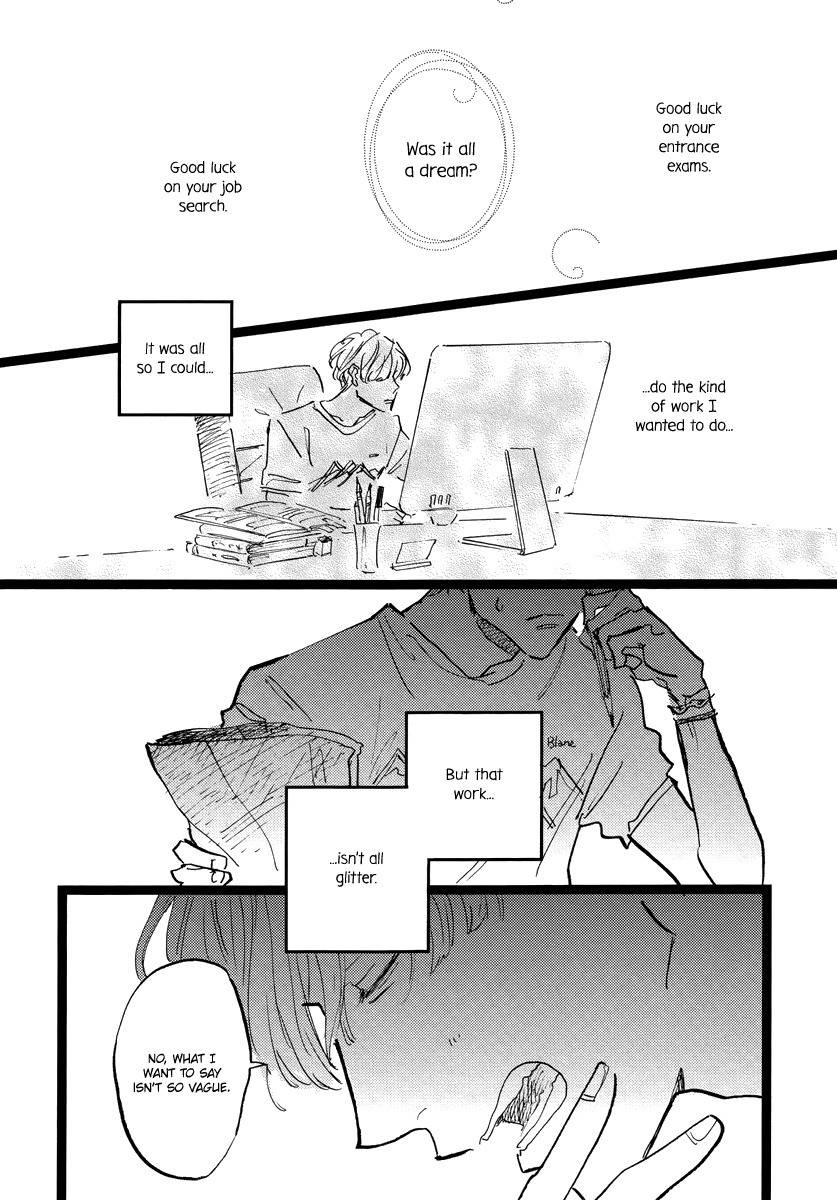 Good luck
on your
entrance
exams.
Was it all
a dream?
Good luck
on your job
search.
It was all
so I could...
...do the kind
of work I
wanted to do...
Blane
But that
work...
...isn't all
glitter.
NO, WHAT I
WANT TO SAY
ISN'T SO VAGUE.